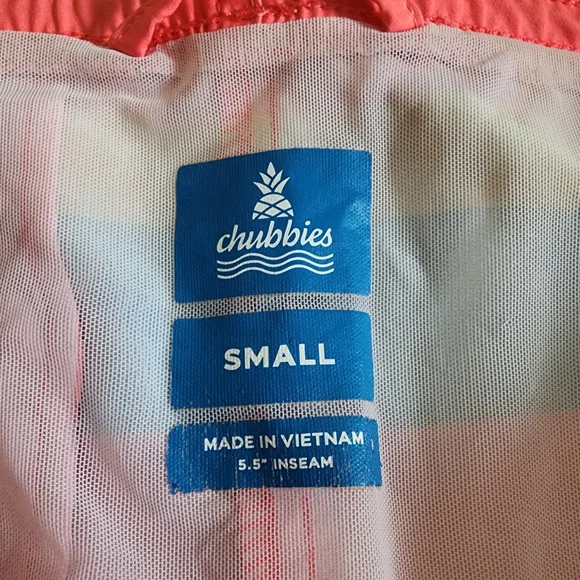 chubbies
SMALL
MADE IN VIETNAM
5.5" INSEAM